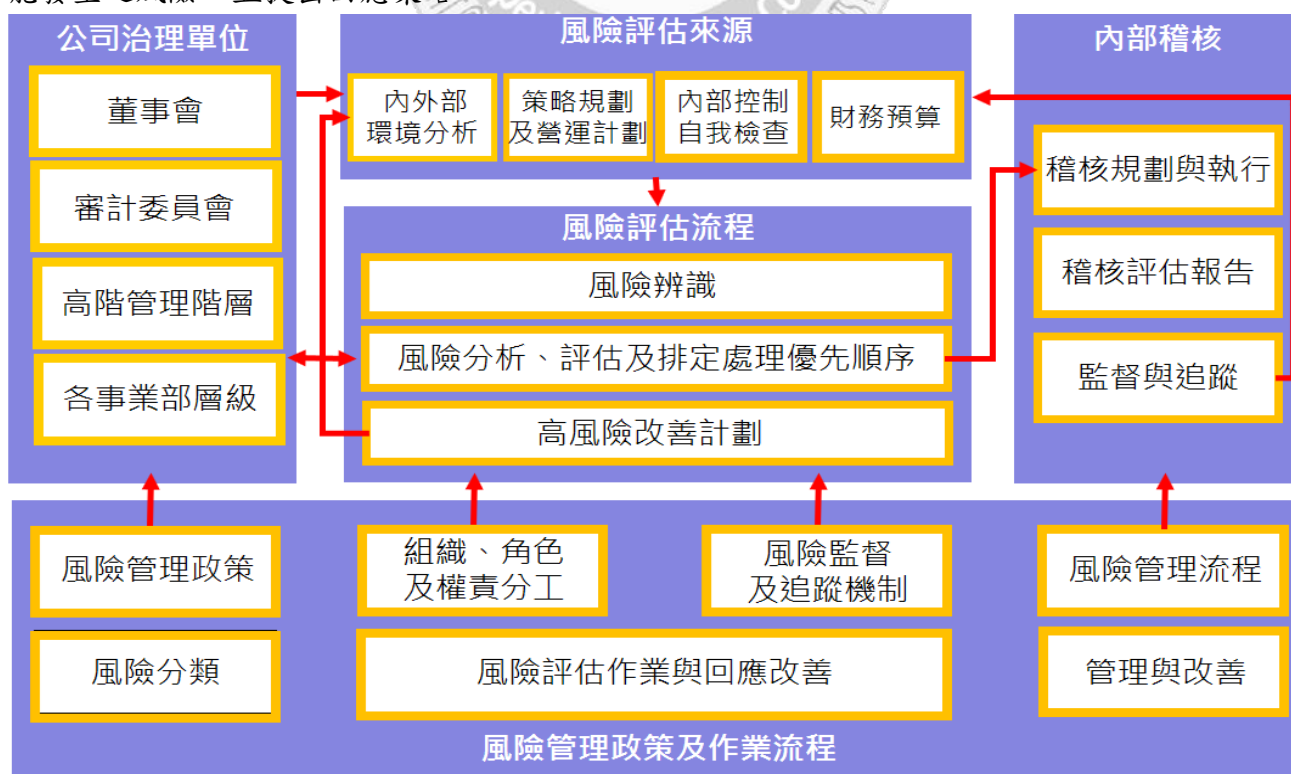 公司治理單位
董事會
審計委員會
高階管理階層
各事業部層級
風險評估來源
內外部
環境分析
策略規劃
及營運計劃
內部控制
自我檢查
財務預算
風險評估流程
風險辨識
風險分析、評估及排定處理優先順序
高風險改善計劃
內部稽核
稽核規劃與執行
稽核評估報告
監督與追蹤
風險管理政策
組織、角色
及權責分工
風險監督
及追蹤機制
風險管理流程
風險分類
風險評估作業與回應改善
管理與改善
風險管理政策及作業流程